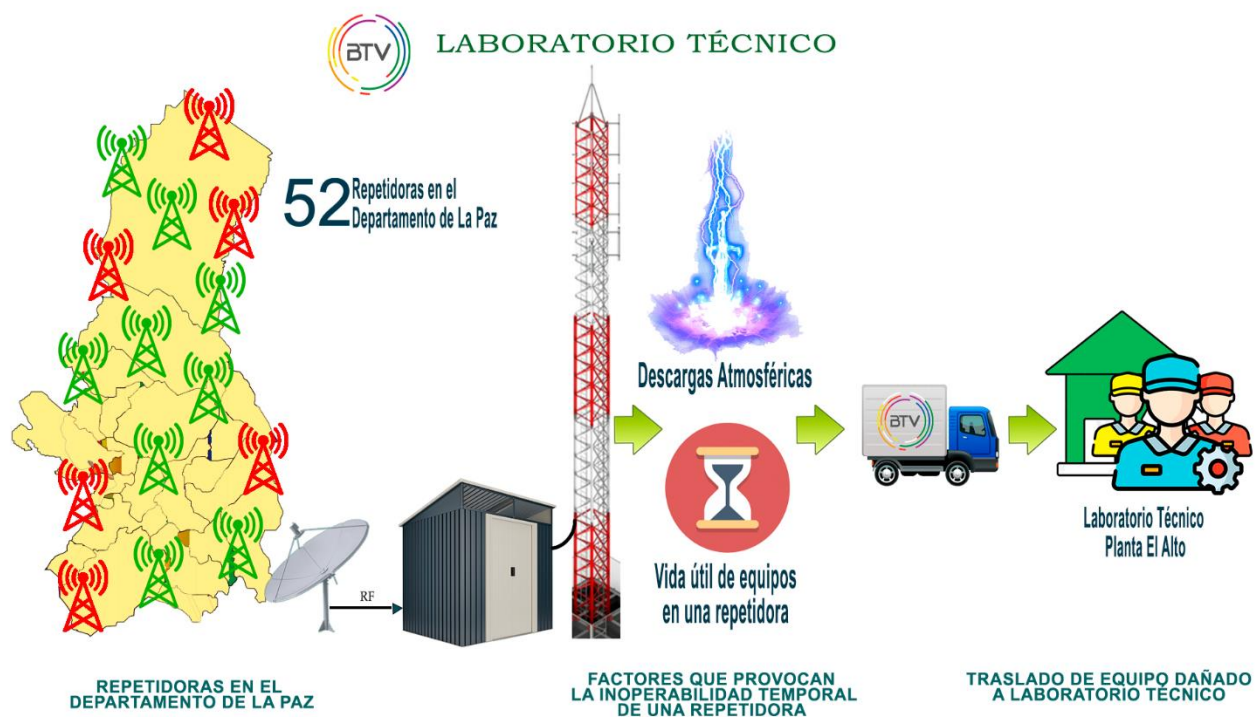 BTV
LABORATORIO TÉCNICO
52
Repetidoras en el
Departamento de La Paz
RF
Descargas Atmosféricas
Vida útil de equipos
en una repetidora
BTV
Laboratorio Técnico
Planta El Alto
REPETIDORAS EN EL
DEPARTAMENTO DE LA PAZ
FACTORES QUE PROVOCAN
LA INOPERABILIDAD TEMPORAL
DE UNA REPETIDORA
TRASLADO DE EQUIPO DAÑADO
A LABORATORIO TÉCNICO